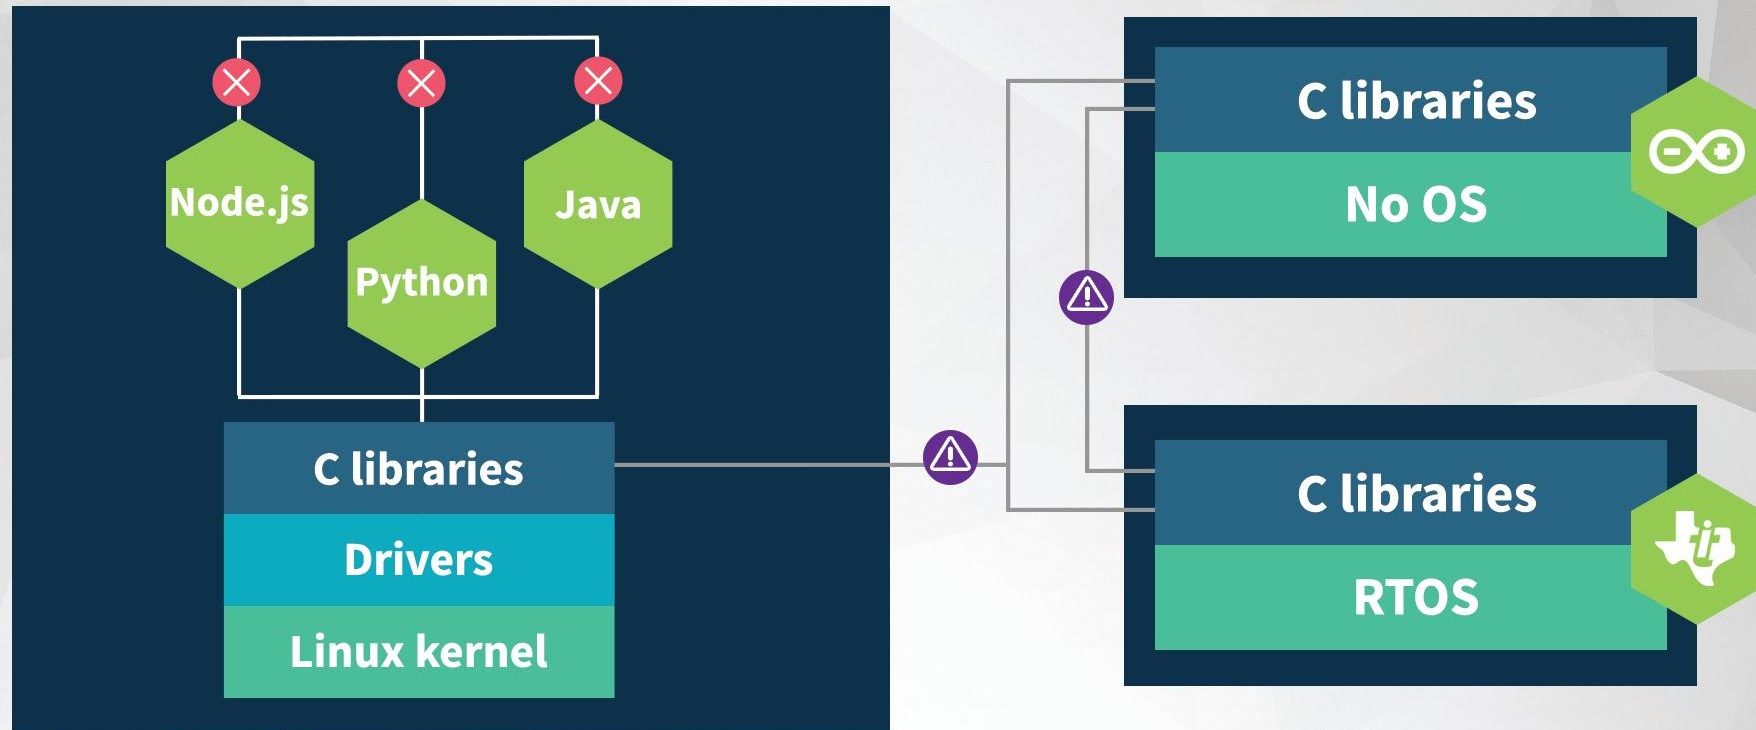 Node.js
Python
Java
C libraries
Drivers
Linux kernel
C libraries
No OS
C libraries
RTOS